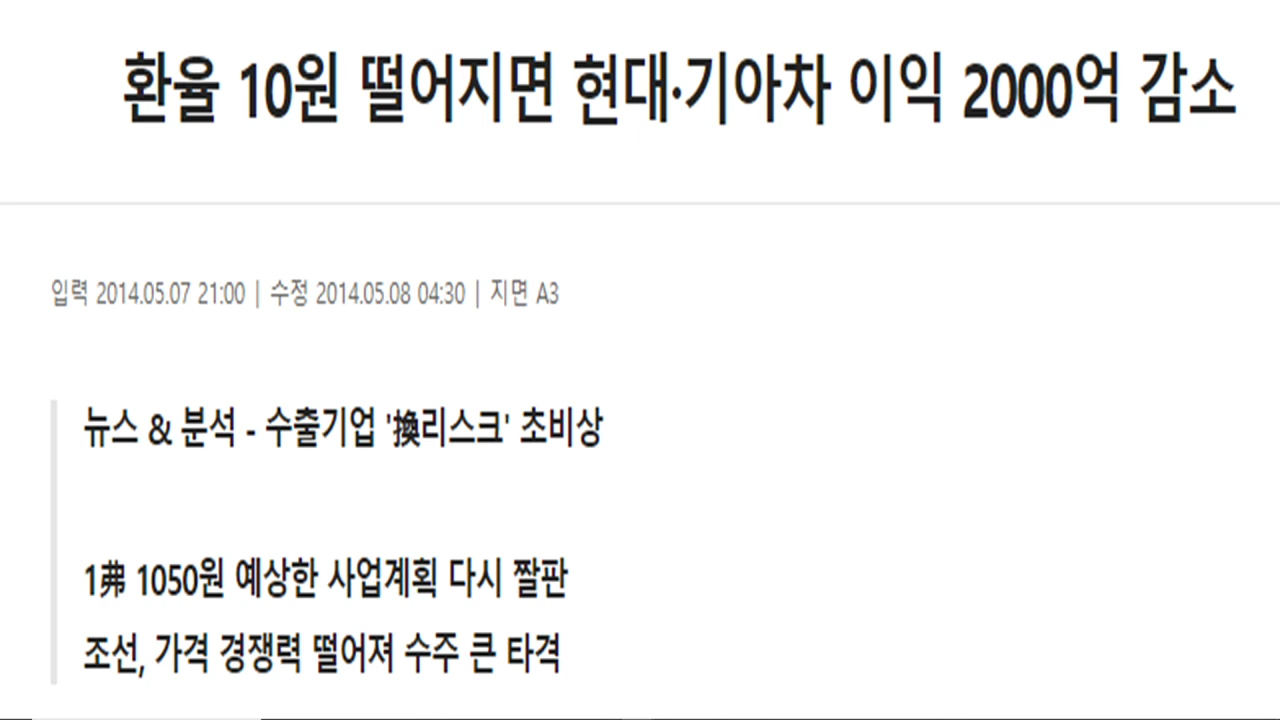 환율 10원 떨어지면 현대·기아차 이익 2000억 감소
입력 2014.05.07 21:00 | 수정 2014.05.08 04:30 | 지면 A3
뉴스 & 분석 - 수출기업 '換리스크' 초비상
1弗 1050원 예상한 사업계획 다시 짤판
조선, 가격 경쟁력 떨어져 수주 큰 타격